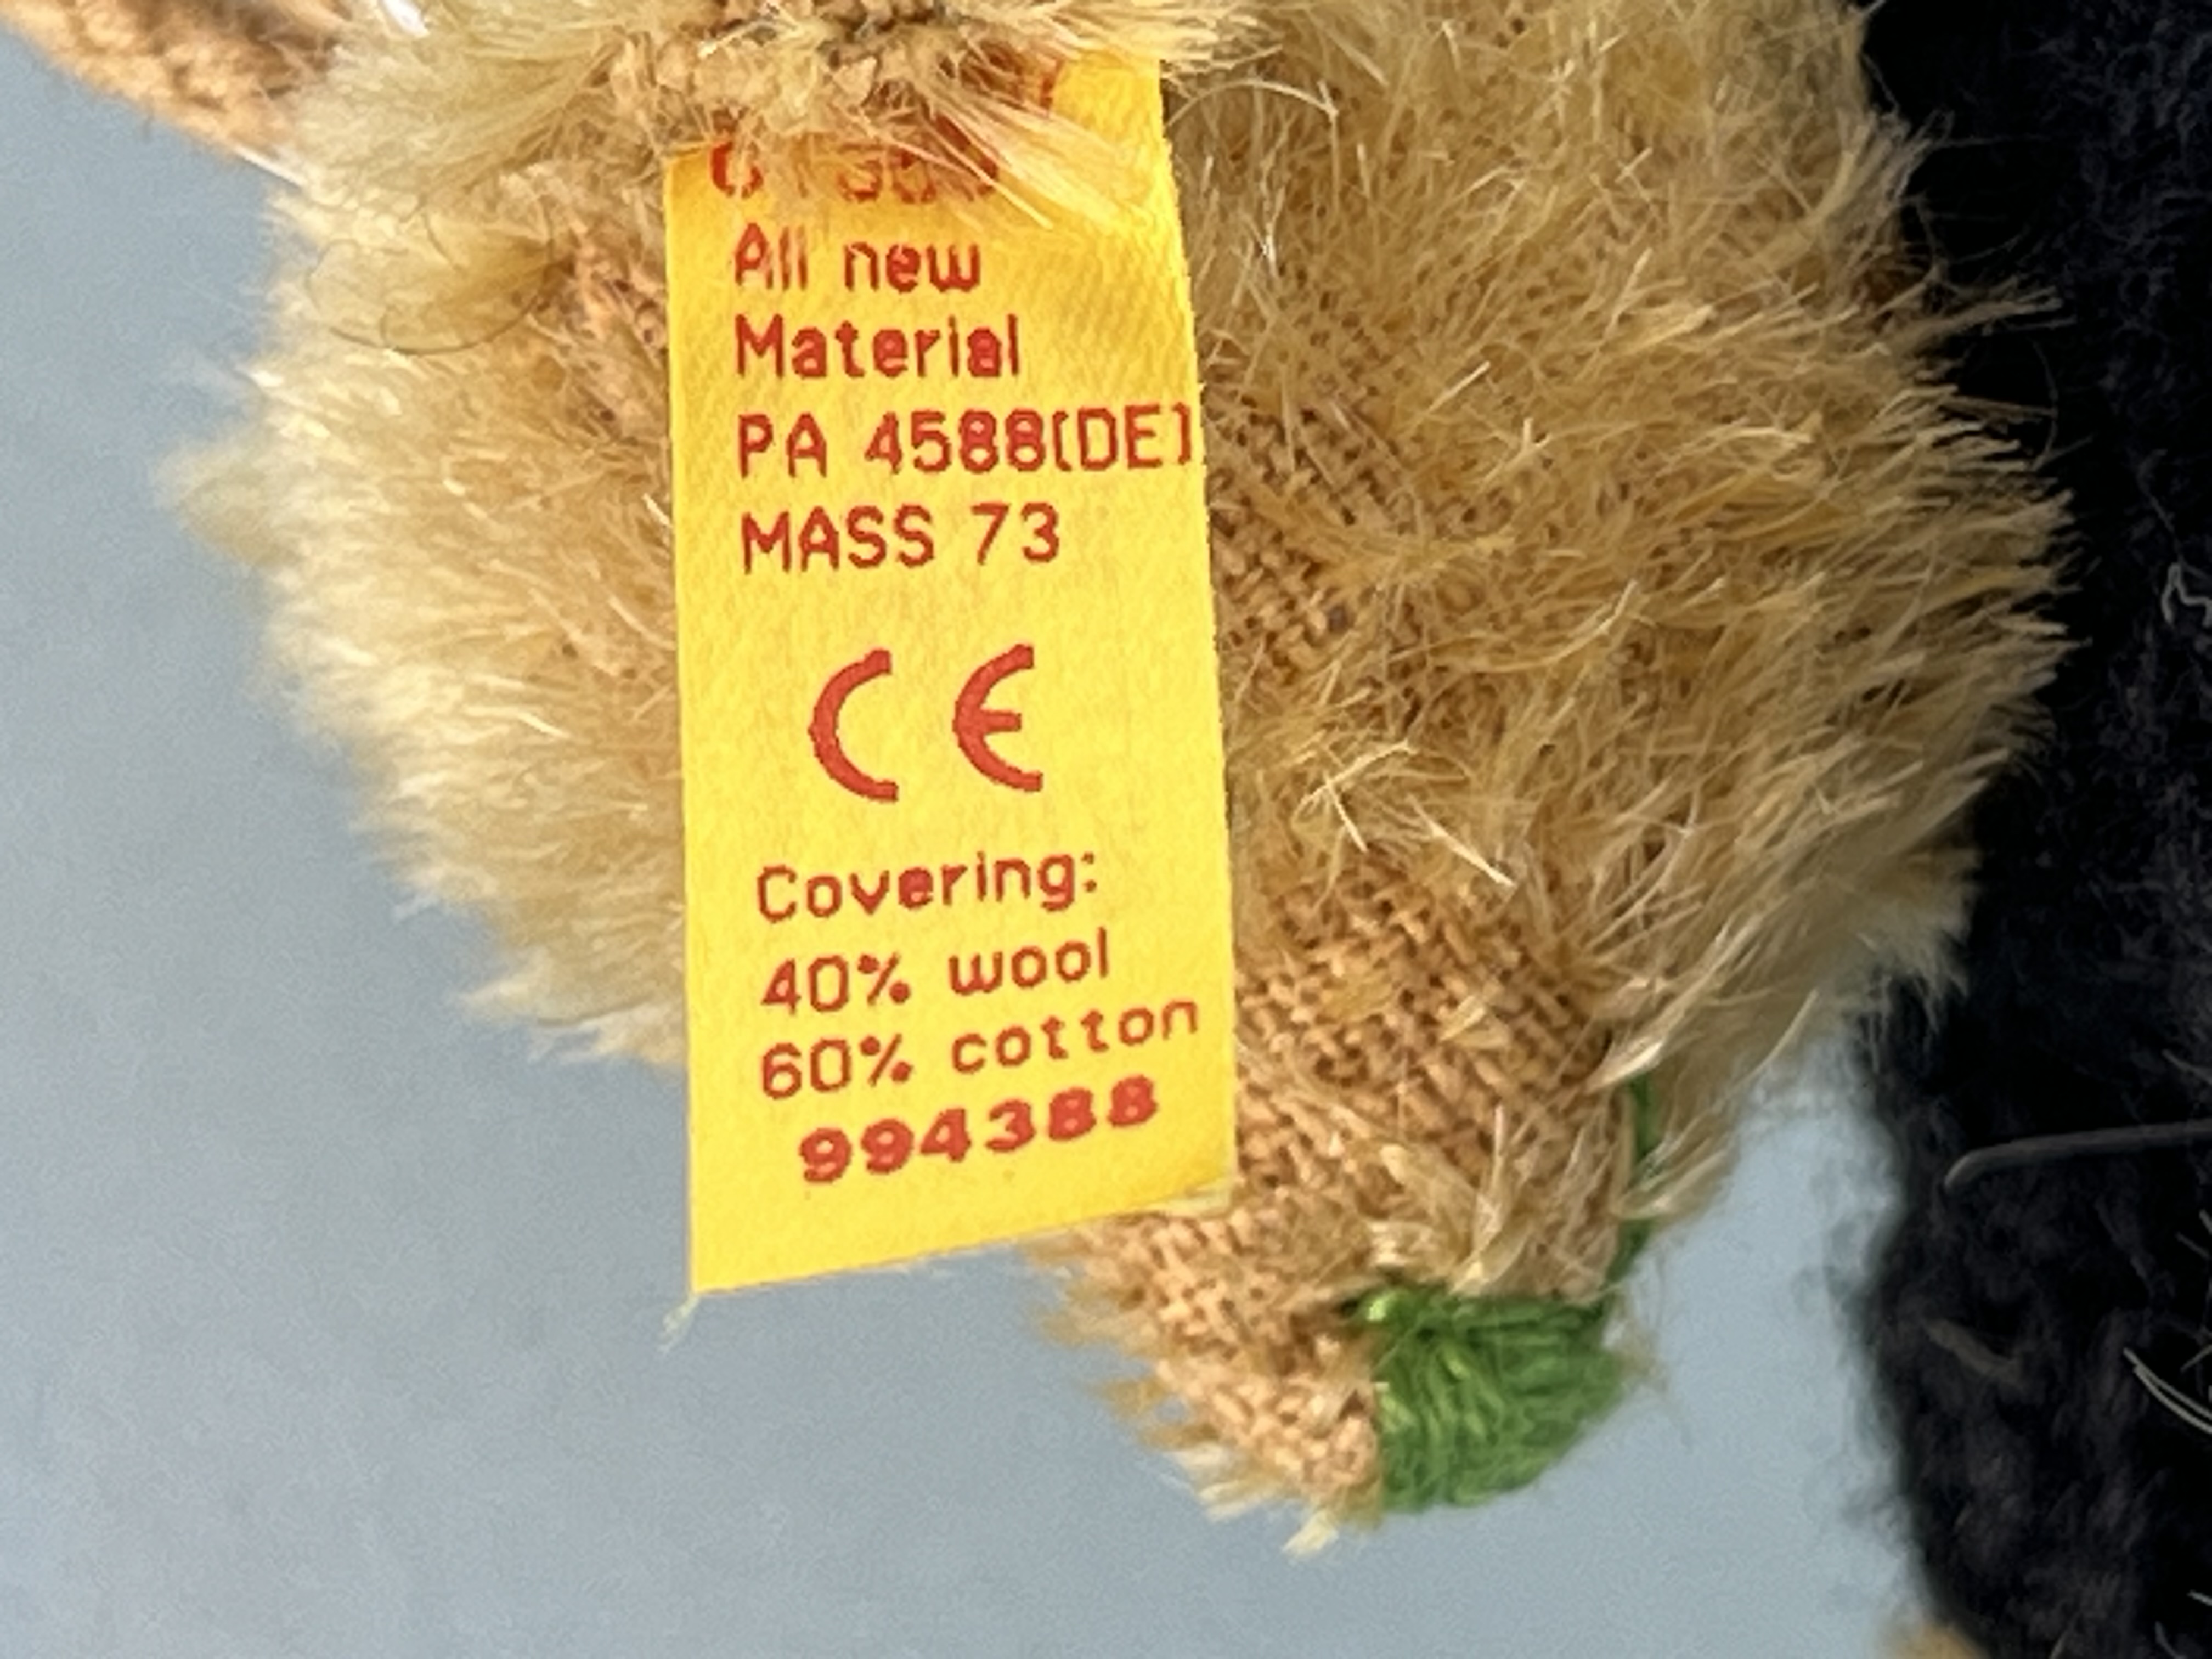 All new
Material
PA 4588(DE)
MASS 73
CE
Covering:
40% wool
60% cotton
994388